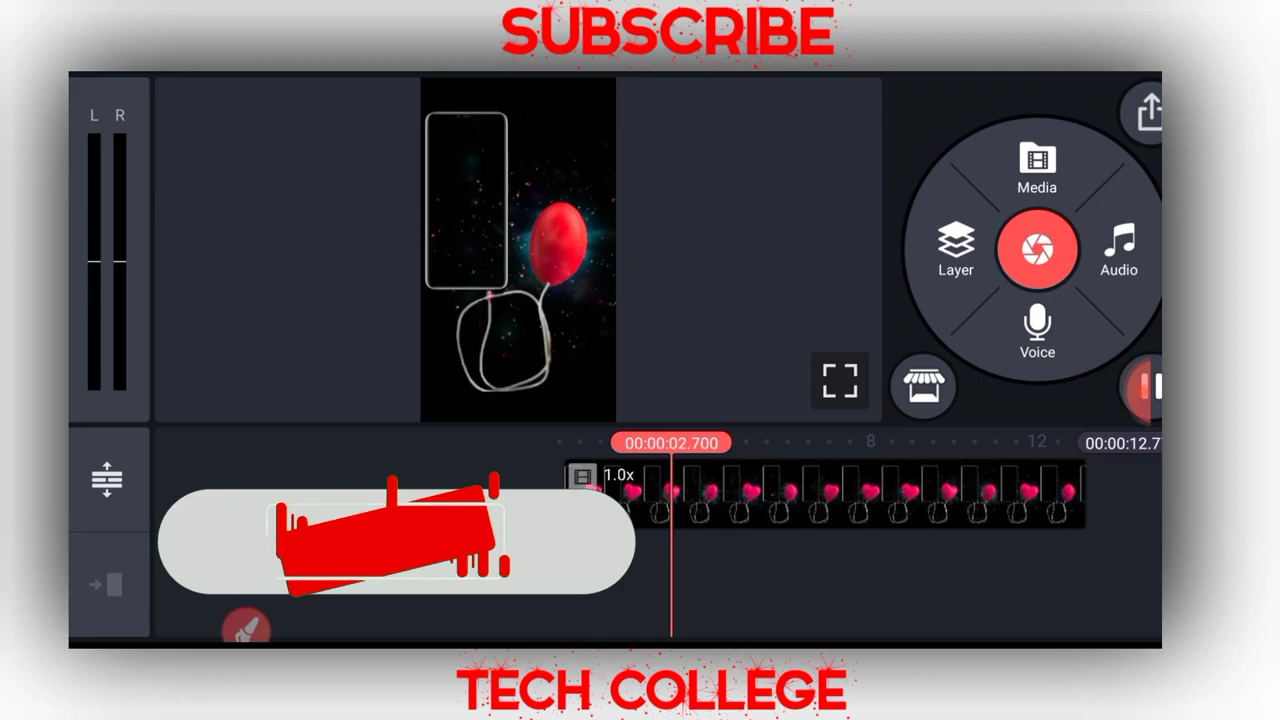 SUBSCRIBE
L R
Media
Layer
Audio
Voice
00:00:02.700
8
12
00:00:12.7
1.0x
TECH COLLEGE